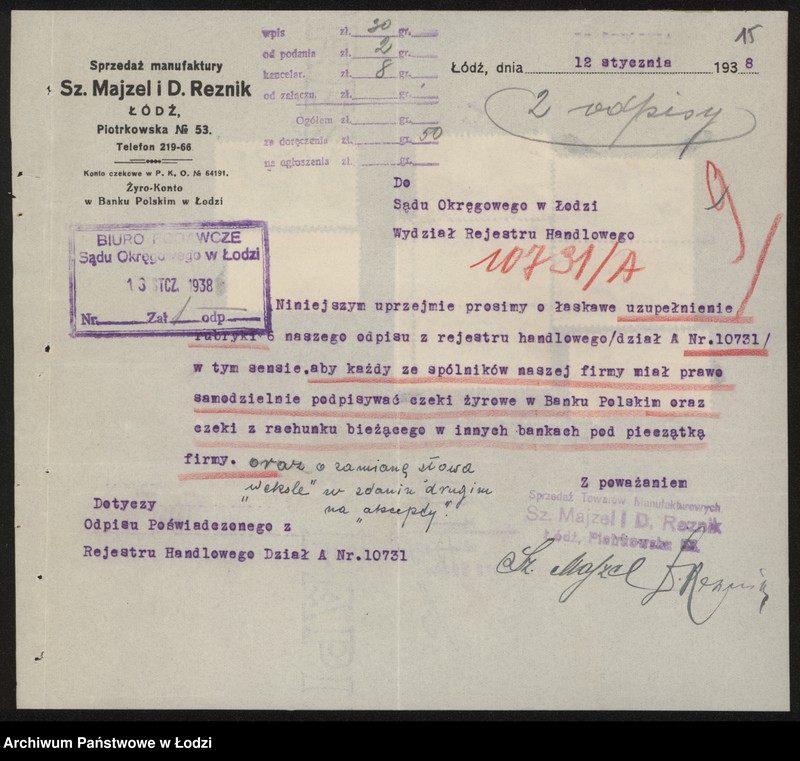 15
Sprzedaż manufaktury
Sz. Majzel i D. Reznik
ŁÓDŹ,
Piotrkowska № 53.
Telefon 219-66
Konto czekowe w P. K. O. № 64191.
Żyro-Konto
w Banku Polskim w Łodzi
wpis zł. 30 gr.
od podania zł. 2 gr.
kancelar. zł. 8 gr.
od załączn. zł. gr.
Ogółem zł. gr.
za doręczenia zł. gr. 50
na ogłoszenia zł. gr.
Łódź, dnia 12 stycznia 1938
2 odpisy
Do
Sądu Okręgowego w Łodzi
Wydział Rejestru Handlowego
10731/A
BIURO PODAWCZE
Sądu Okręgowego w Łodzi
13 STCZ. 1938
Nr. Zał 1 odp
Niniejszym uprzejmie prosimy o łaskawe uzupełnienie
rubryki 6 naszego odpisu z rejestru handlowego/dział A Nr.10731/
w tym sensie,aby każdy ze spólników naszej firmy miał prawo
samodzielnie podpisywać czeki żyrowe w Banku Polskim oraz
czeki z rachunku bieżącego w innych bankach pod pieczątką
firmy. oraz o zamianę słowa
"weksle" w zdaniu drugim
na "akcepty".
Z poważaniem
Sprzedaż Towarów Manufakturowych
Sz. Majzel i D. Reznik
Łódź, Piotrkowska 53
Sz. Majzel D. Reznik
Dotyczy
Odpisu Poświadczonego z
Rejestru Handlowego Dział A Nr.10731
Archiwum Państwowe w Łodzi